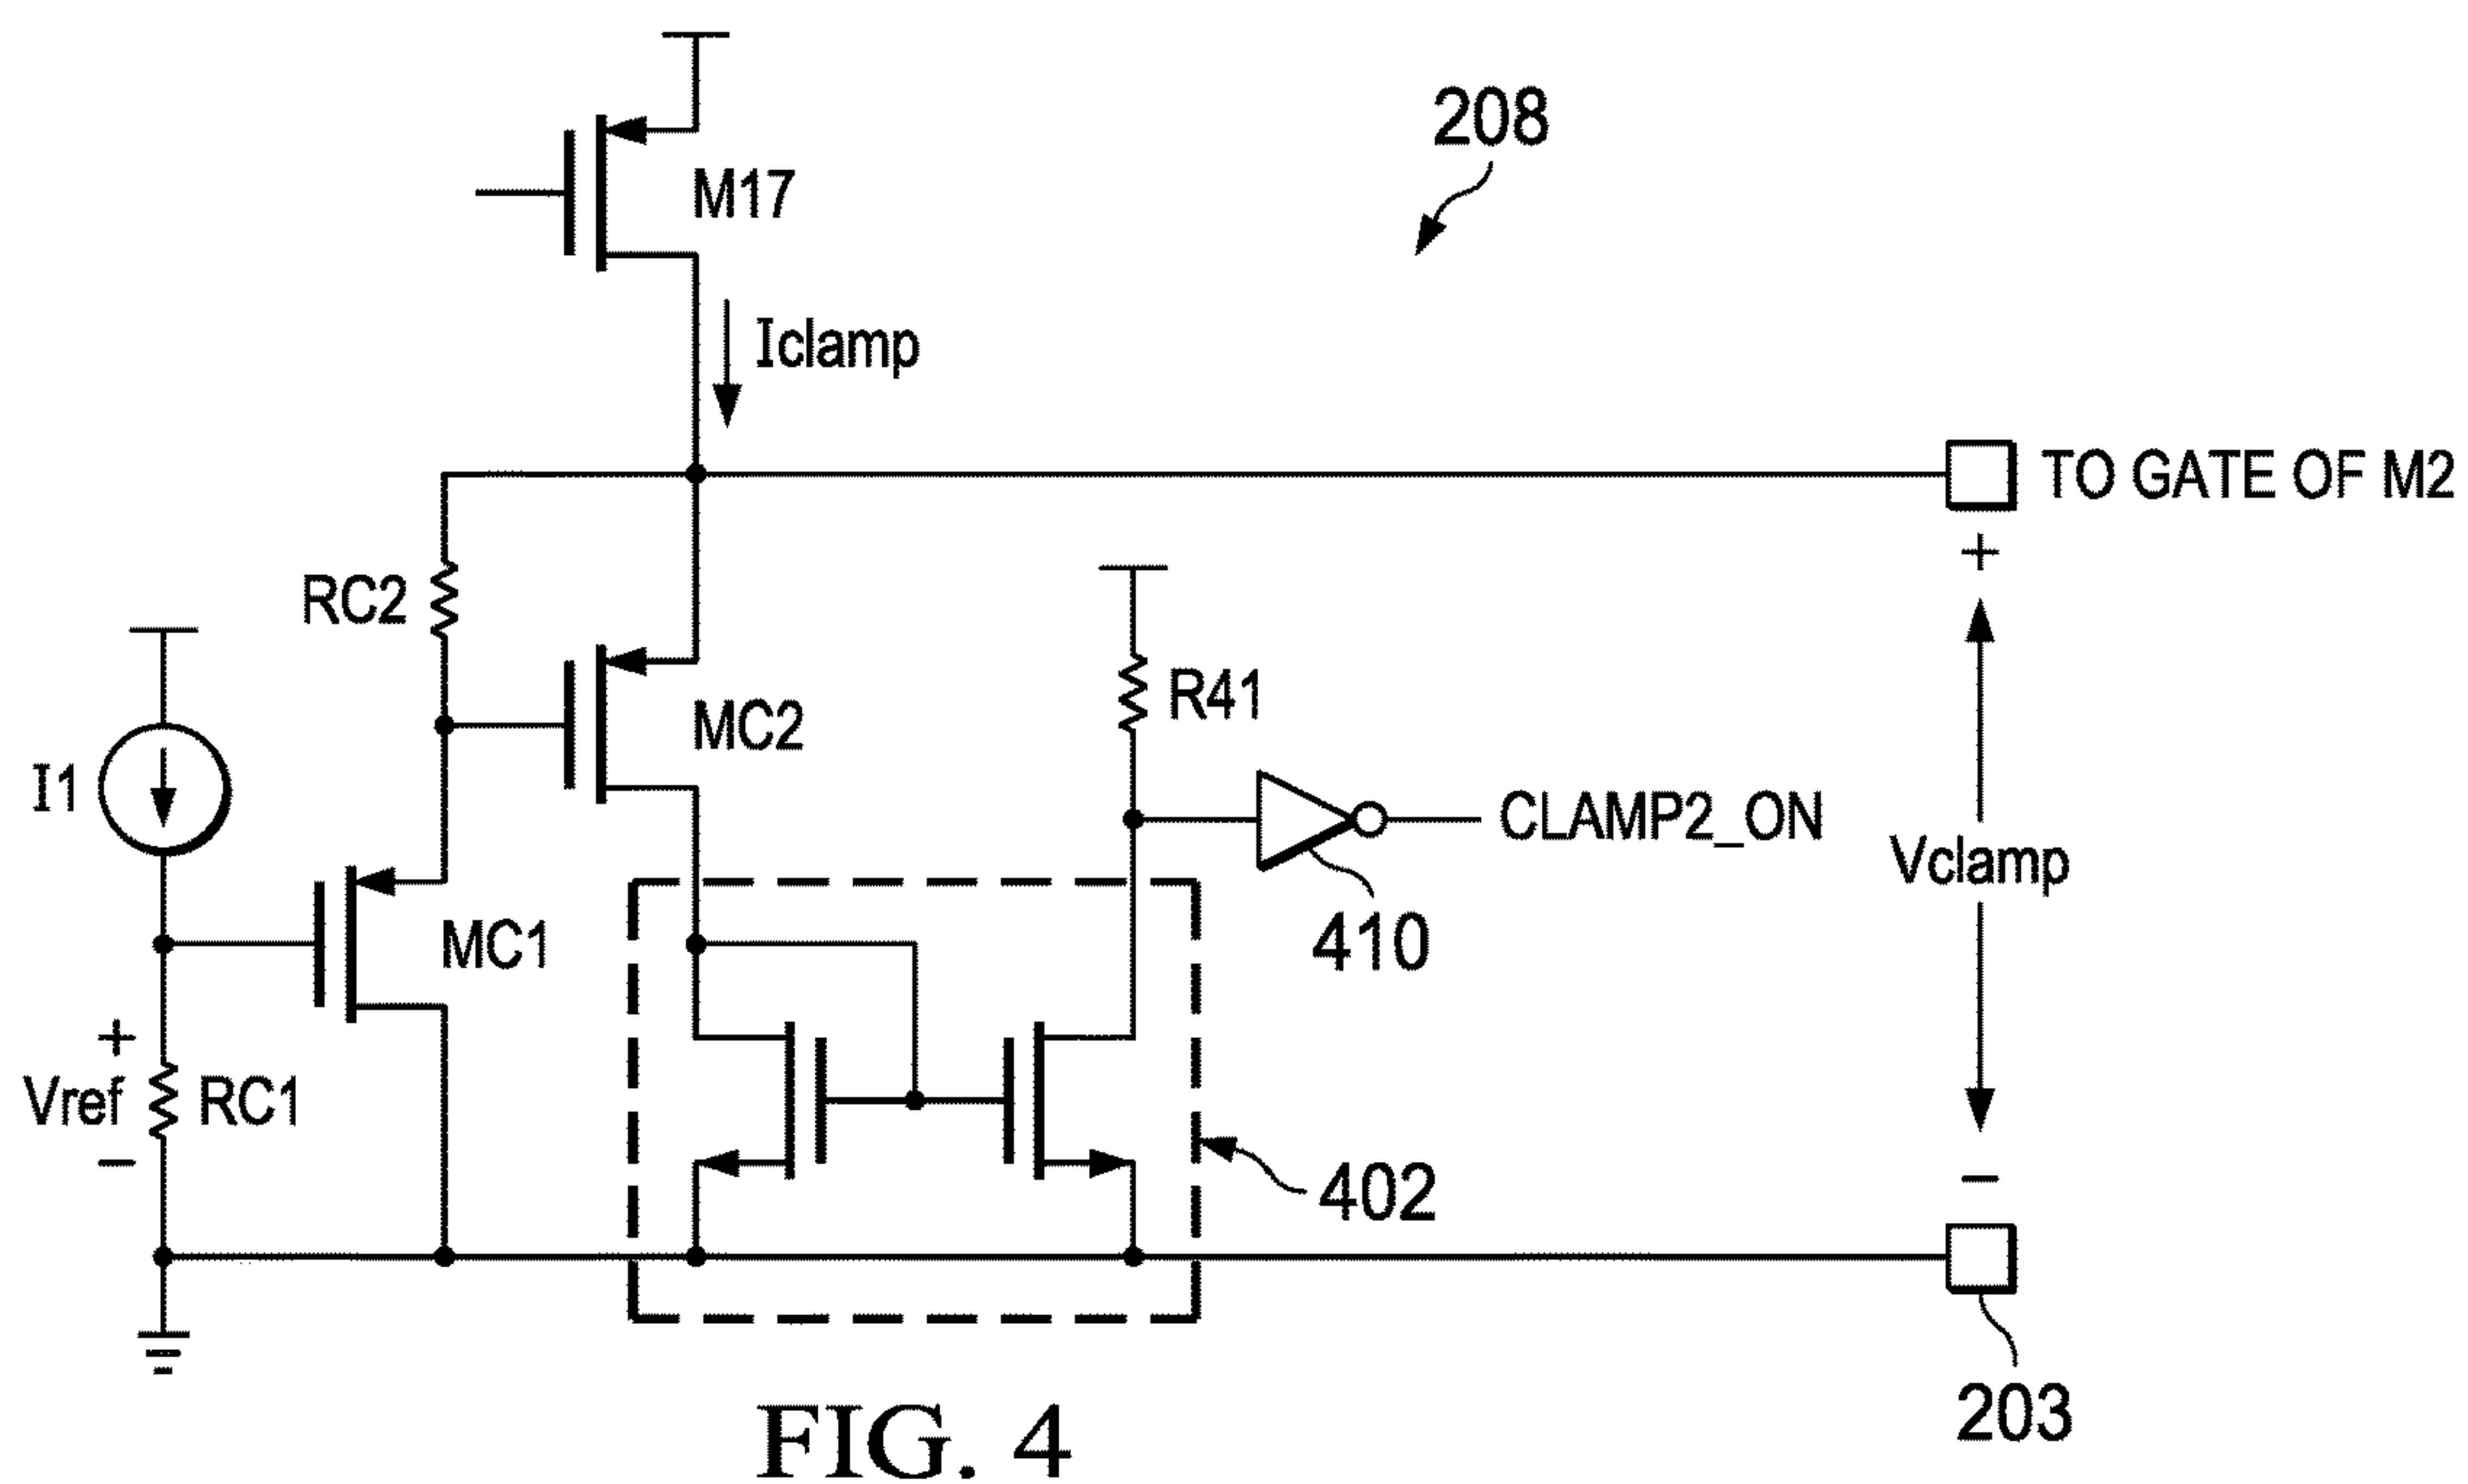 208
M17
Iclamp
TO GATE OF M2
+
RC2
R41
MC2
I1
CLAMP2_ON
Vclamp
410
MC1
+
Vref
RC1
−
402
−
203
FIG. 4